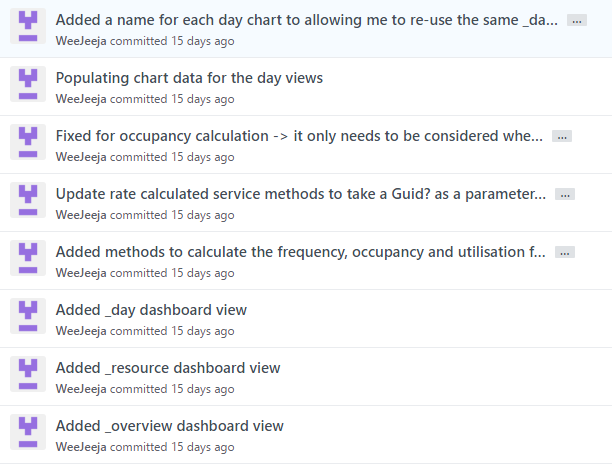 Added a name for each day chart to allowing me to re-use the same _da... ...
WeeJeeja committed 15 days ago
Populating chart data for the day views
WeeJeeja committed 15 days ago
Fixed for occupancy calculation -> it only needs to be considered whe... ...
WeeJeeja committed 15 days ago
Update rate calculated service methods to take a Guid? as a parameter... ...
WeeJeeja committed 15 days ago
Added methods to calculate the frequency, occupancy and utilisation f... ...
WeeJeeja committed 15 days ago
Added _day dashboard view
WeeJeeja committed 15 days ago
Added _resource dashboard view
WeeJeeja committed 15 days ago
Added _overview dashboard view
WeeJeeja committed 15 days ago